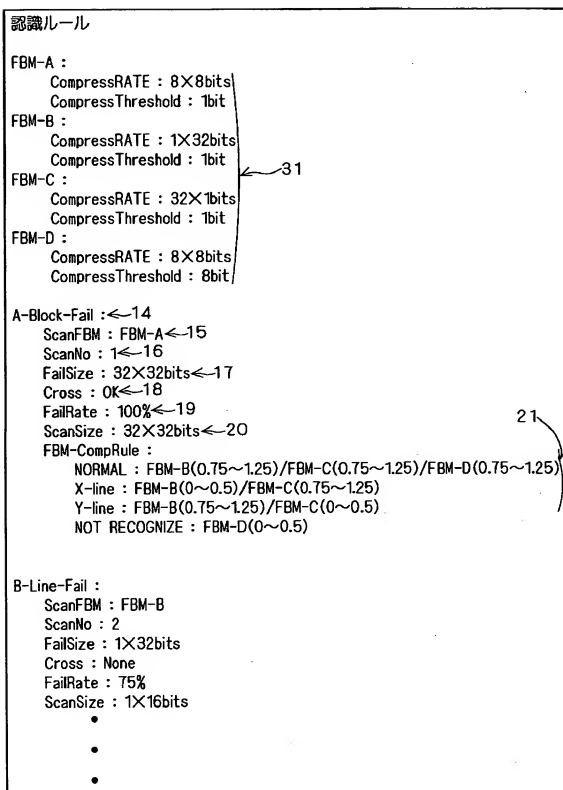 認識ルール
FBM-A :
CompressRATE : 8×8bits
CompressThreshold : 1bit
FBM-B :
CompressRATE : 1×32bits
CompressThreshold : 1bit
31
FBM-C :
CompressRATE : 32×1bits
CompressThreshold : 1bit
FBM-D :
CompressRATE : 8×8bits
CompressThreshold : 8bit
A-Block-Fail :←14
ScanFBM : FBM-A←15
ScanNo : 1←16
FailSize : 32×32bits←17
Cross : OK←18
FailRate : 100%←19
ScanSize : 32×32bits←20
21
FBM-CompRule :
NORMAL : FBM-B(0.75～1.25)/FBM-C(0.75～1.25)/FBM-D(0.75～1.25)
X-line : FBM-B(0～0.5)/FBM-C(0.75～1.25)
Y-line : FBM-B(0.75～1.25)/FBM-C(0～0.5)
NOT RECOGNIZE : FBM-D(0～0.5)
B-Line-Fail :
ScanFBM : FBM-B
ScanNo : 2
FailSize : 1×32bits
Cross : None
FailRate : 75%
ScanSize : 1×16bits